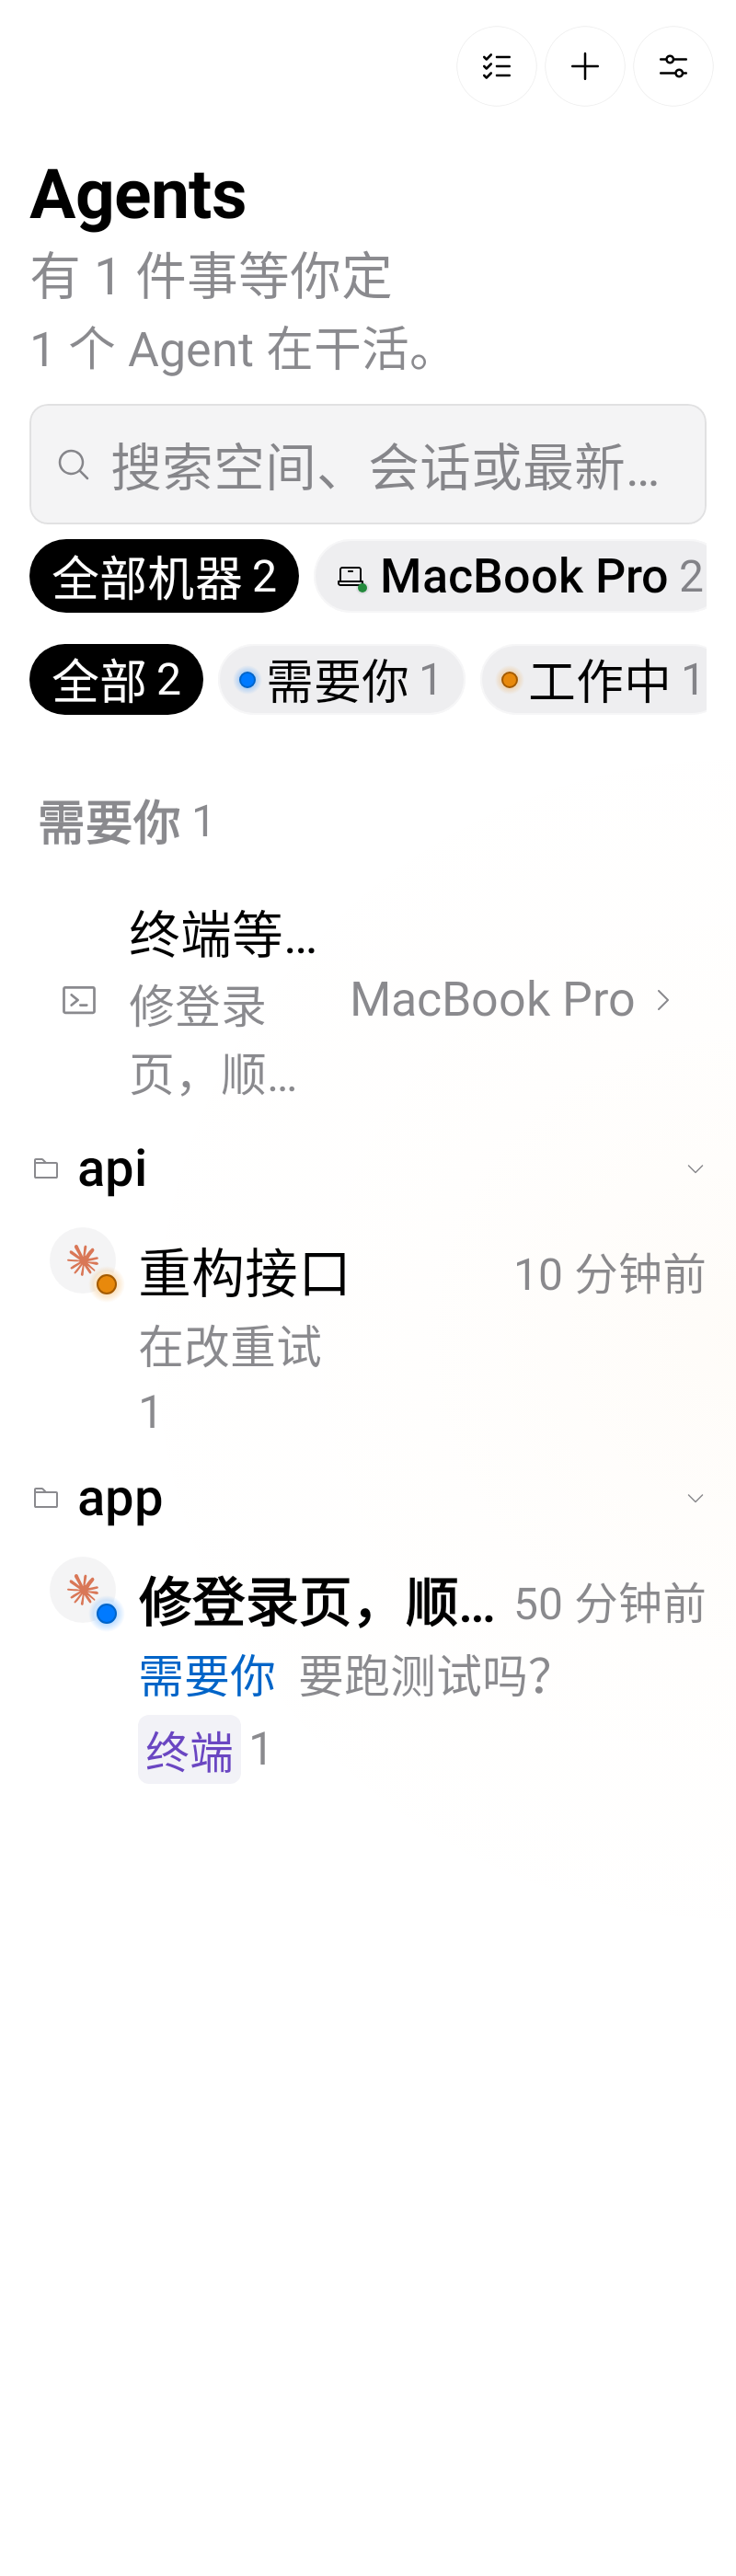 Agents
有 1 件事等你定
1 个 Agent 在干活。
搜索空间、会话或最新…
全部机器 2
MacBook Pro 2
全部 2
需要你 1
工作中 1
需要你 1
终端等…
修登录
页，顺…
MacBook Pro
api
重构接口
10 分钟前
在改重试
1
app
修登录页，顺…
50 分钟前
需要你 要跑测试吗？
终端 1